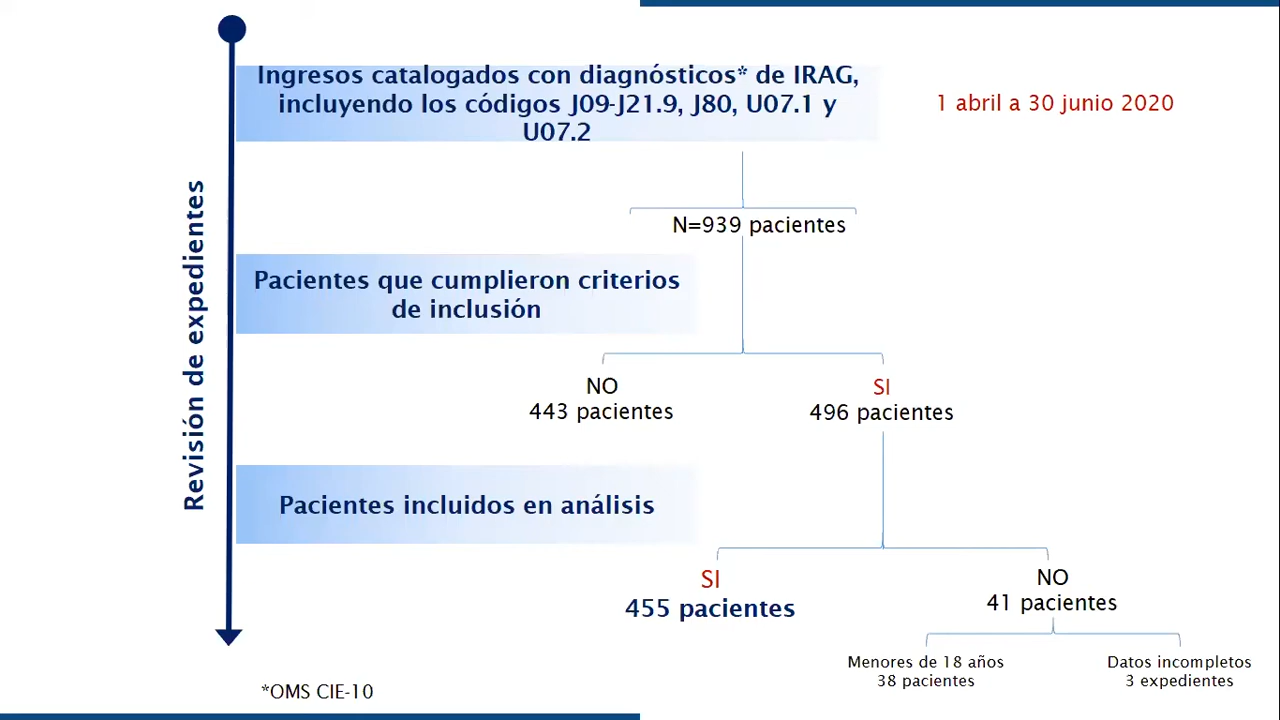 Ingresos catalogados con diagnósticos* de IRAG,
incluyendo los códigos J09-J21.9, J80, U07.1 y
U07.2
1 abril a 30 junio 2020
Revisión de expedientes
N=939 pacientes
Pacientes que cumplieron criterios
de inclusión
NO
443 pacientes
SI
496 pacientes
Pacientes incluidos en análisis
SI
455 pacientes
NO
41 pacientes
Menores de 18 años
38 pacientes
Datos incompletos
3 expedientes
*OMS CIE-10